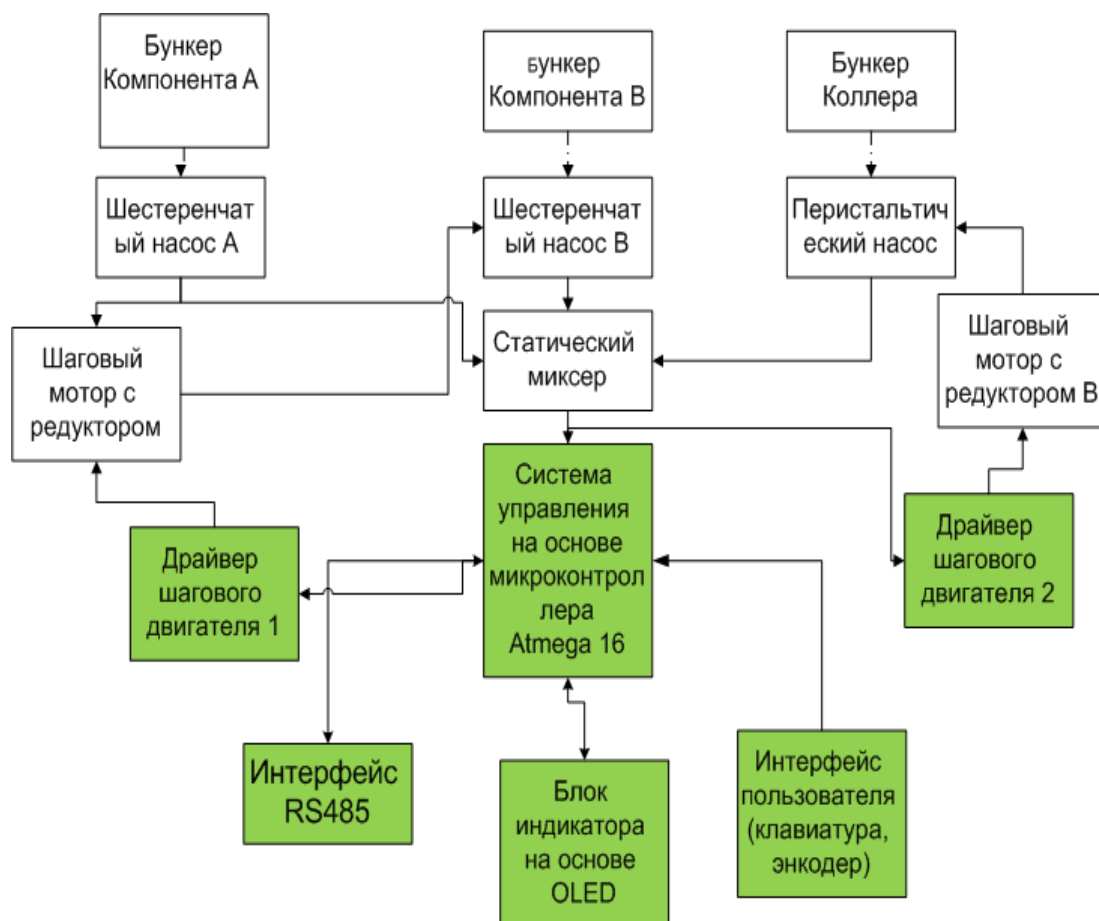 Бункер
Компонента А
Бункер
Компонента В
Бункер
Коллера
Шестеренчат
ый насос А
Шестеренчат
ый насос В
Перистальтич
еский насос
Шаговый
мотор с
редуктором
Статический
миксер
Шаговый
мотор с
редуктором В
Система
управления
на основе
микроконтрол
лера
Atmega 16
Драйвер
шагового
двигателя 1
Драйвер
шагового
двигателя 2
Интерфейс
RS485
Блок
индикатора
на основе
OLED
Интерфейс
пользователя
(клавиатура,
энкодер)